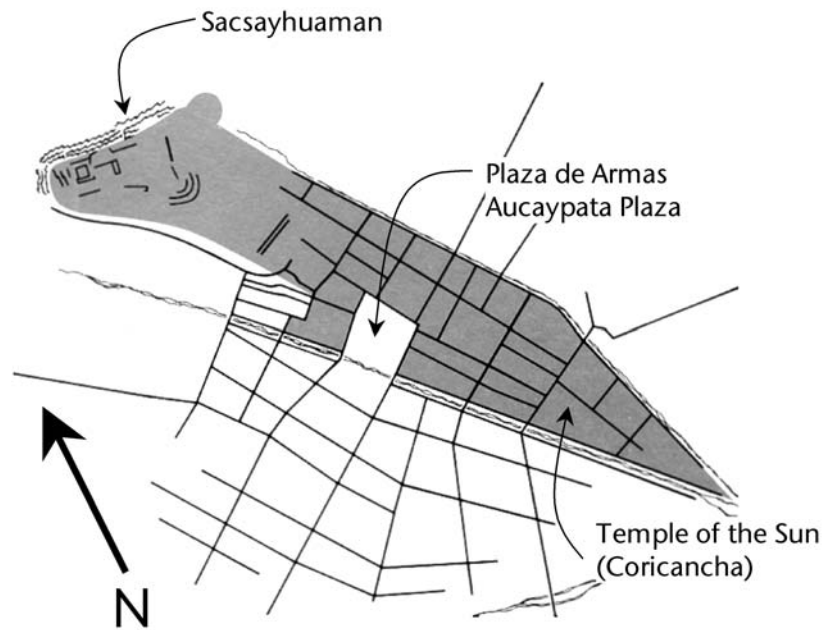 Sacsayhuaman
Plaza de Armas
Aucaypata Plaza
Temple of the Sun
(Coricancha)
N